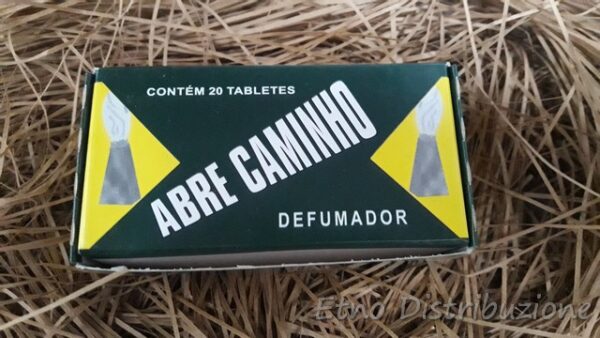 CONTÉM 20 TABLETES
ABRE CAMINHO
DEFUMADOR
Etno Distribuzione